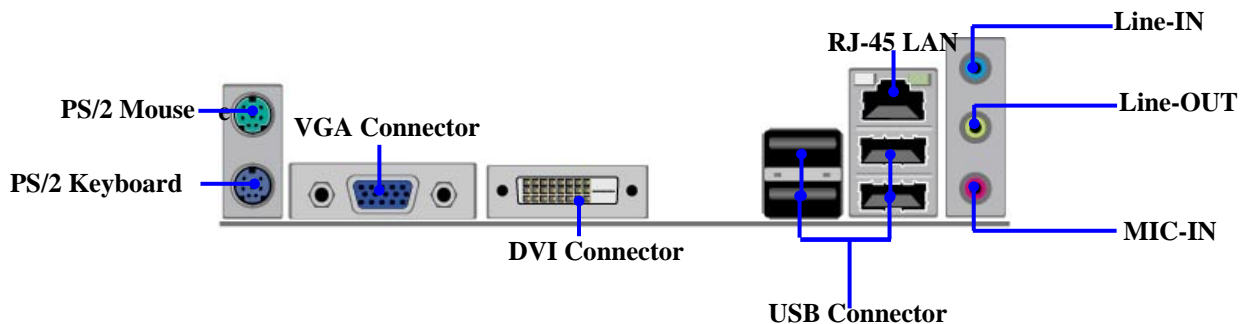 Line-IN
RJ-45 LAN
PS/2 Mouse
Line-OUT
VGA Connector
PS/2 Keyboard
MIC-IN
DVI Connector
USB Connector